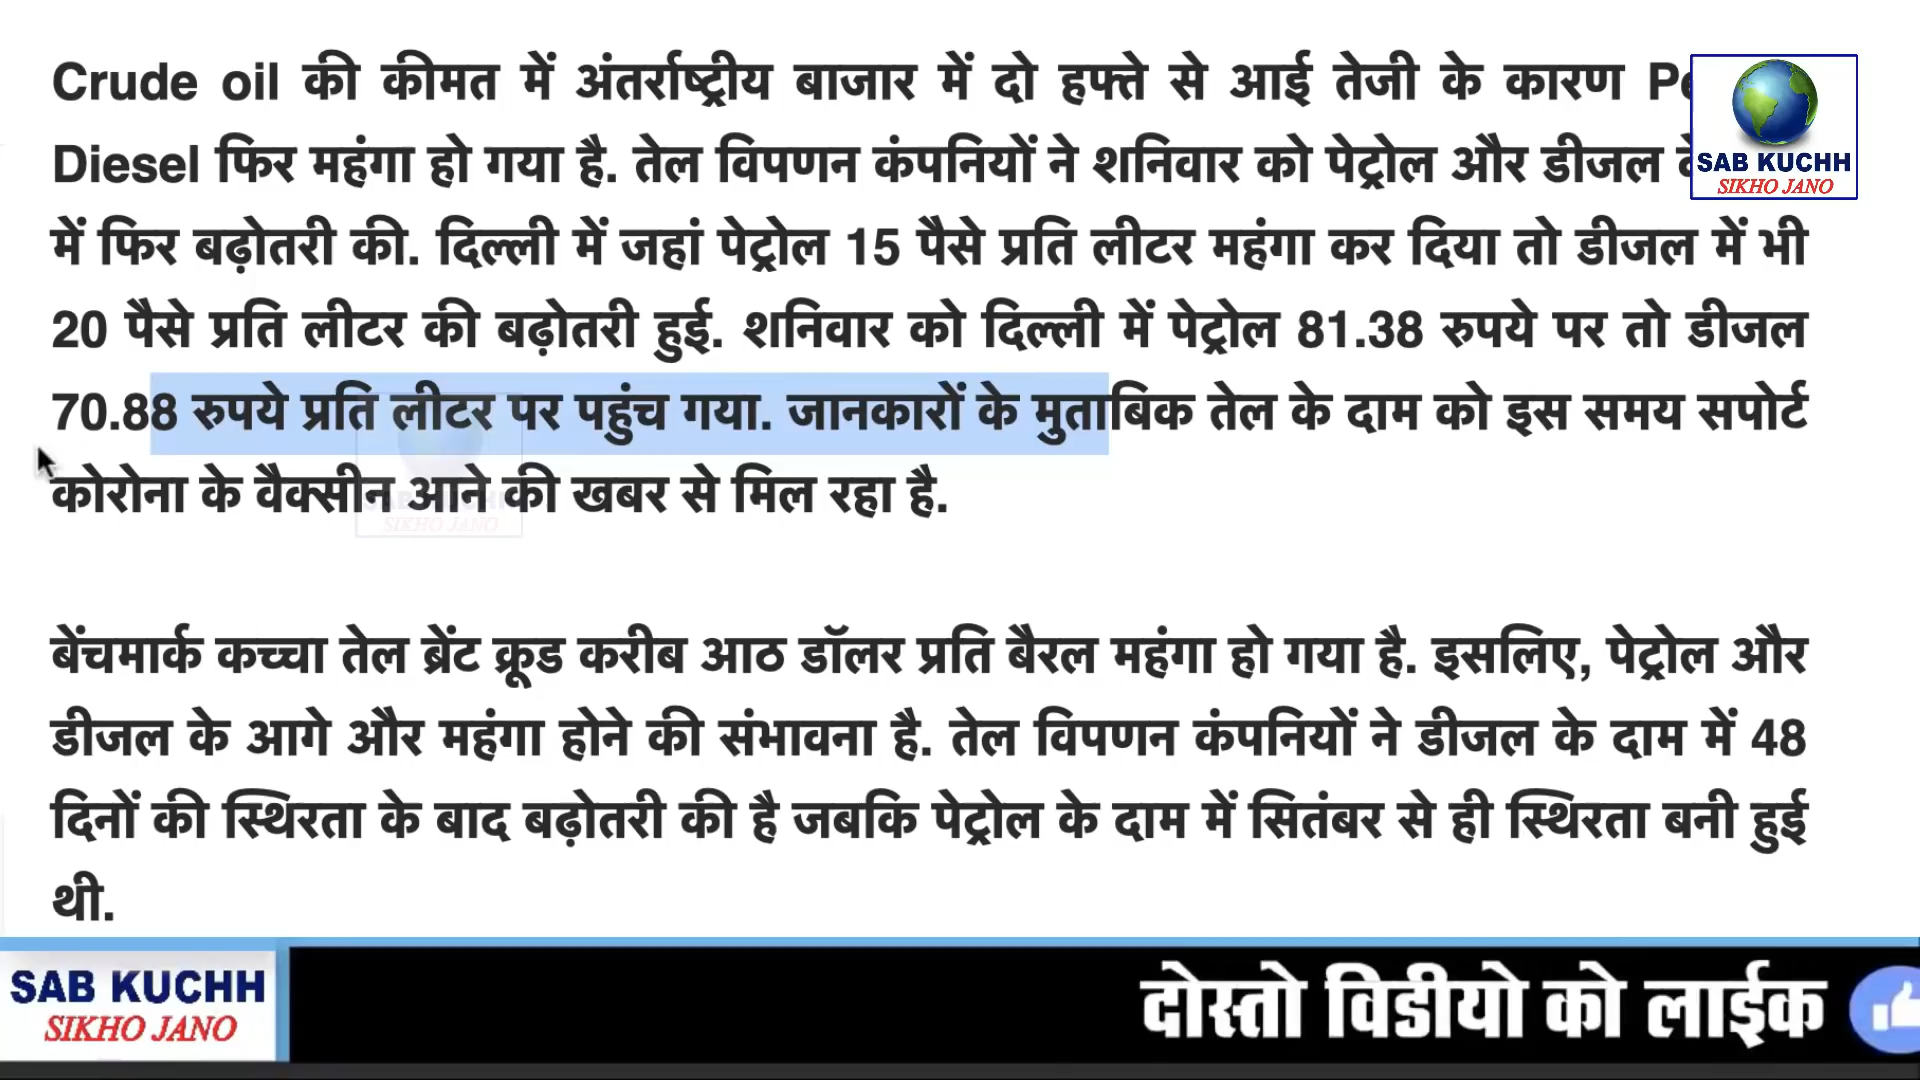 Crude oil की कीमत में अंतर्राष्ट्रीय बाजार में दो हफ्ते से आई तेजी के कारण
Diesel फिर महंगा हो गया है. तेल विपणन कंपनियों ने शनिवार को पेट्रोल और डीजल
में फिर बढ़ोतरी की. दिल्ली में जहां पेट्रोल 15 पैसे प्रति लीटर महंगा कर दिया तो डीजल में भी
20 पैसे प्रति लीटर की बढ़ोतरी हुई. शनिवार को दिल्ली में पेट्रोल 81.38 रुपये पर तो डीजल
70.88 रुपये प्रति लीटर पर पहुंच गया. जानकारों के मुताबिक तेल के दाम को इस समय सपोर्ट
कोरोना के वैक्सीन आने की खबर से मिल रहा है.
बेंचमार्क कच्चा तेल ब्रेंट क्रूड करीब आठ डॉलर प्रति बैरल महंगा हो गया है. इसलिए, पेट्रोल और
डीजल के आगे और महंगा होने की संभावना है. तेल विपणन कंपनियों ने डीजल के दाम में 48
दिनों की स्थिरता के बाद बढ़ोतरी की है जबकि पेट्रोल के दाम में सितंबर से ही स्थिरता बनी हुई
थी.
SAB KUCHH
SIKHO JANO
SIKHO JANO
SAB KUCHH
SIKHO JANO
दोस्तो विडीयो को लाईक